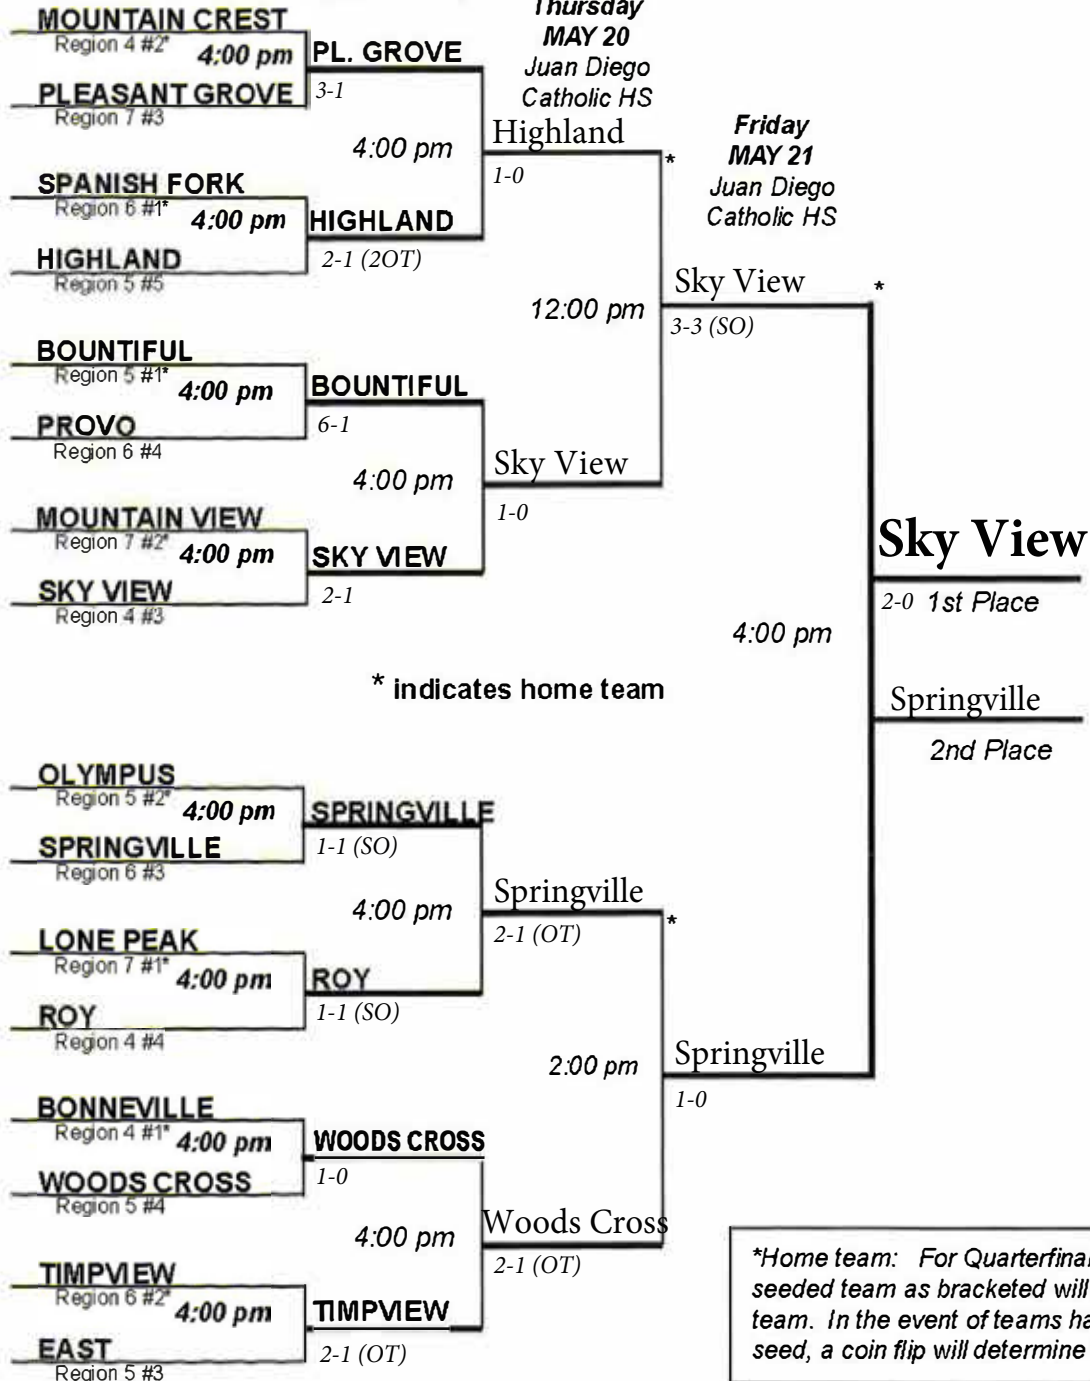 Thursday
MAY 20
Juan Diego
Catholic HS
Friday
MAY 21
Juan Diego
Catholic HS
MOUNTAIN CREST
Region 4 #2*
4:00 pm
PLEASANT GROVE
Region 7 #3
PL. GROVE
3-1
4:00 pm
SPANISH FORK
Region 6 #1*
4:00 pm
HIGHLAND
Region 5 #5
HIGHLAND
2-1 (2OT)
Highland
*
1-0
12:00 pm
BOUNTIFUL
Region 5 #1*
4:00 pm
PROVO
Region 6 #4
BOUNTIFUL
6-1
4:00 pm
MOUNTAIN VIEW
Region 7 #2*
4:00 pm
SKY VIEW
Region 4 #3
SKY VIEW
2-1
Sky View
1-0
Sky View
*
3-3 (SO)
4:00 pm
Sky View
2-0 1st Place
Springville
2nd Place
* indicates home team
OLYMPUS
Region 5 #2*
4:00 pm
SPRINGVILLE
Region 6 #3
SPRINGVILLE
1-1 (SO)
4:00 pm
LONE PEAK
Region 7 #1*
4:00 pm
ROY
Region 4 #4
ROY
1-1 (SO)
Springville
*
2-1 (OT)
2:00 pm
Springville
1-0
BONNEVILLE
Region 4 #1*
4:00 pm
WOODS CROSS
Region 5 #4
WOODS CROSS
1-0
4:00 pm
TIMPVIEW
Region 6 #2*
4:00 pm
EAST
Region 5 #3
TIMPVIEW
2-1 (OT)
Woods Cross
2-1 (OT)
*Home team: For Quarterfinal
seeded team as bracketed will
team. In the event of teams ha
seed, a coin flip will determine